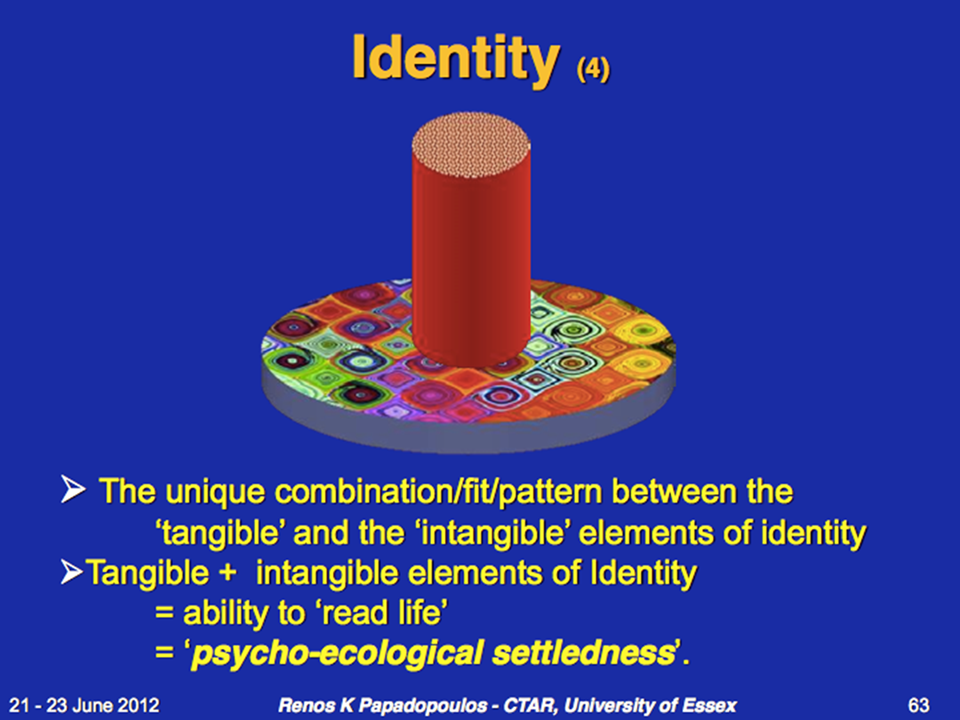 Identity (4)
➢ The unique combination/fit/pattern between the
‘tangible’ and the ‘intangible’ elements of identity
➢Tangible + intangible elements of Identity
= ability to ‘read life’
= ‘psycho-ecological settledness’.
21 - 23 June 2012 Renos K Papadopoulos - CTAR, University of Essex 63